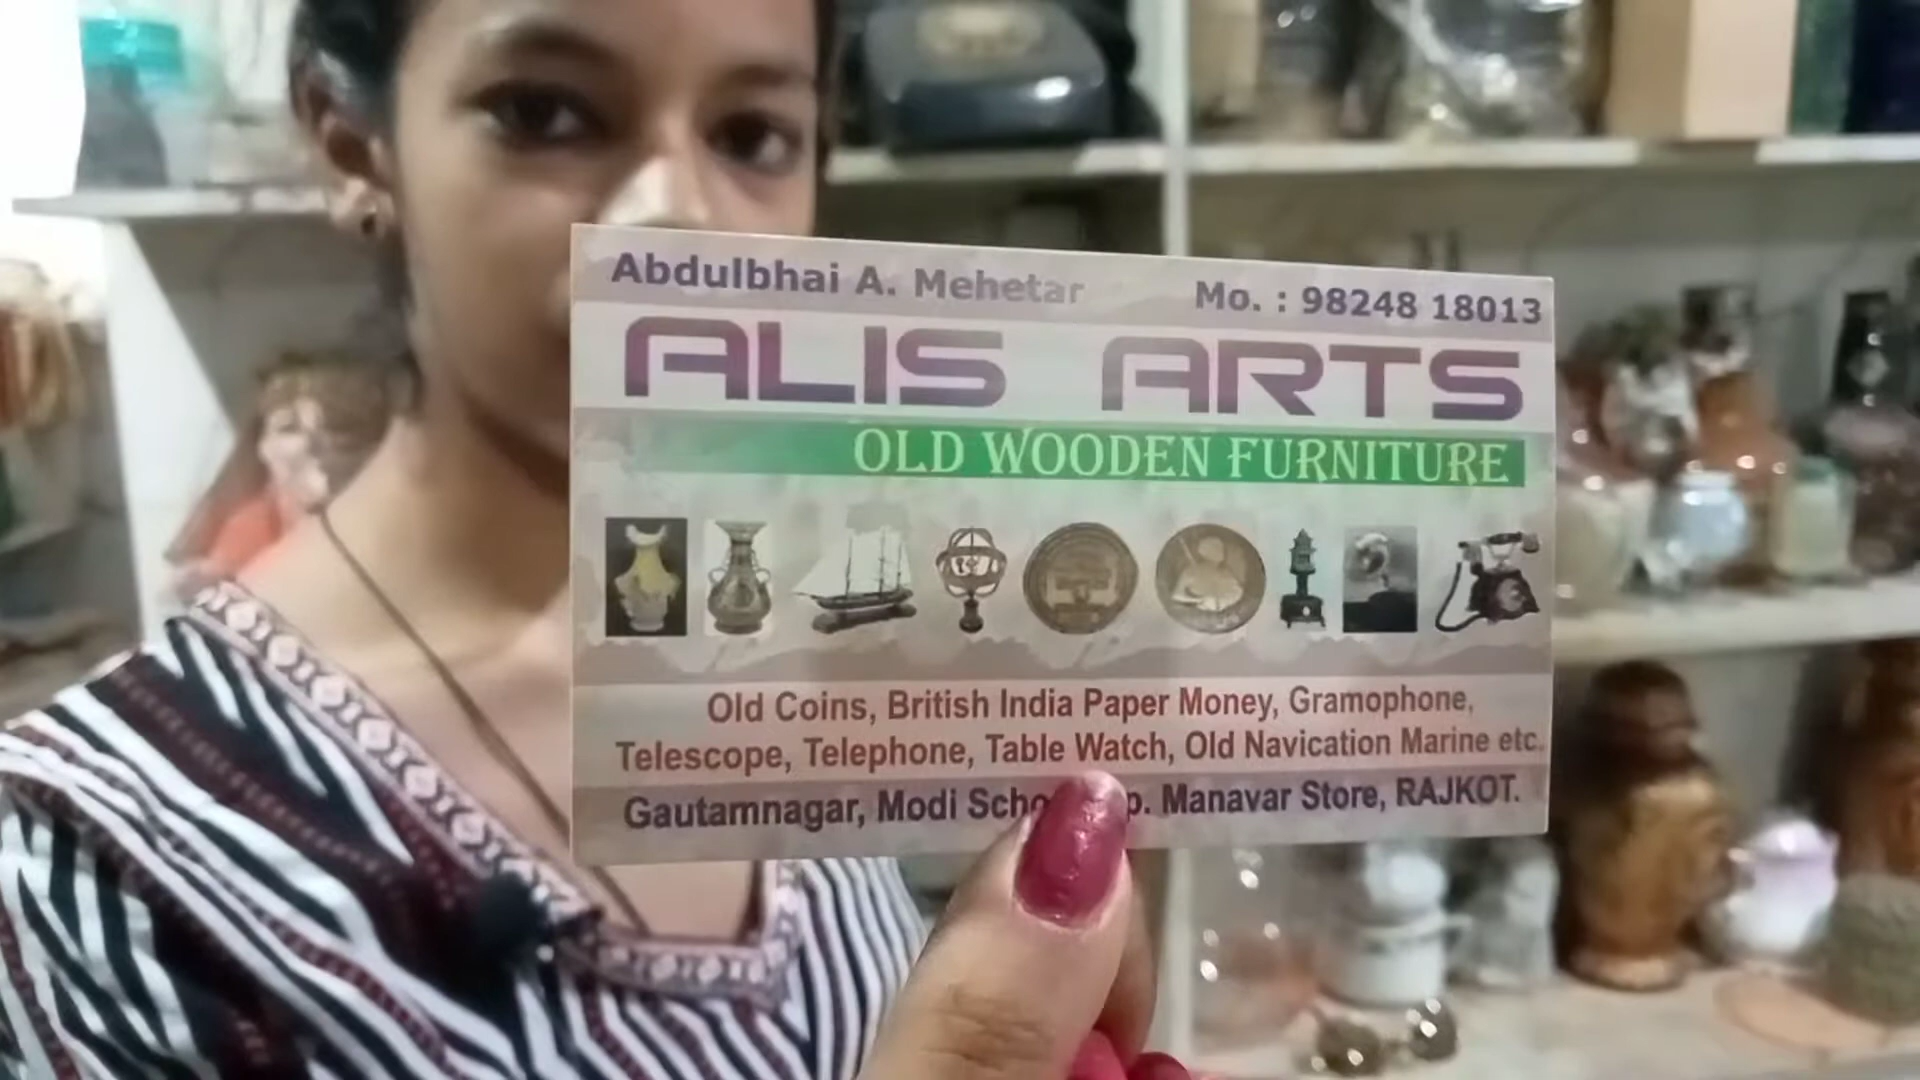 Abdulbhai A. Mehetar Mo. : 98248 18013
ALIS ARTS
OLD WOODEN FURNITURE
Old Coins, British India Paper Money, Gramophone,
Telescope, Telephone, Table Watch, Old Navication Marine etc.
Gautamnagar, Modi Manavar Store, RAJKOT.